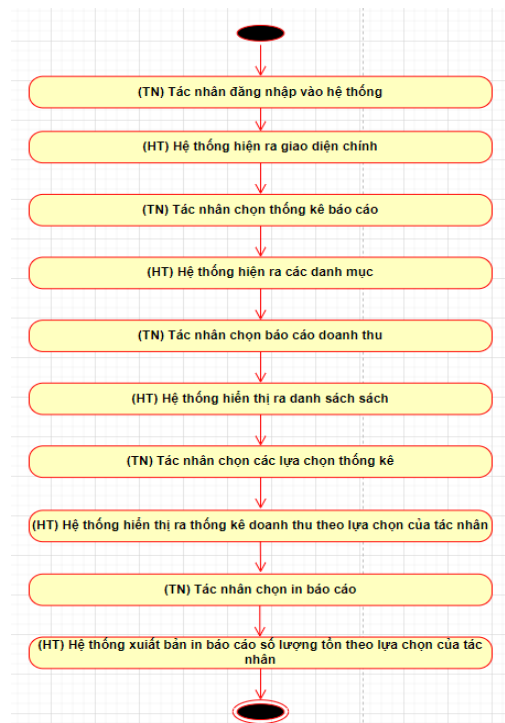 (TN) Tác nhân đăng nhập vào hệ thống
(HT) Hệ thống hiện ra giao diện chính
(TN) Tác nhân chọn thống kê báo cáo
(HT) Hệ thống hiện ra các danh mục
(TN) Tác nhân chọn báo cáo doanh thu
(HT) Hệ thống hiển thị ra danh sách sách
(TN) Tác nhân chọn các lựa chọn thống kê
(HT) Hệ thống hiển thị ra thống kê doanh thu theo lựa chọn của tác nhân
(TN) Tác nhân chọn in báo cáo
(HT) Hệ thống xuiất bản in báo cáo số lượng tồn theo lựa chọn của tác
nhân